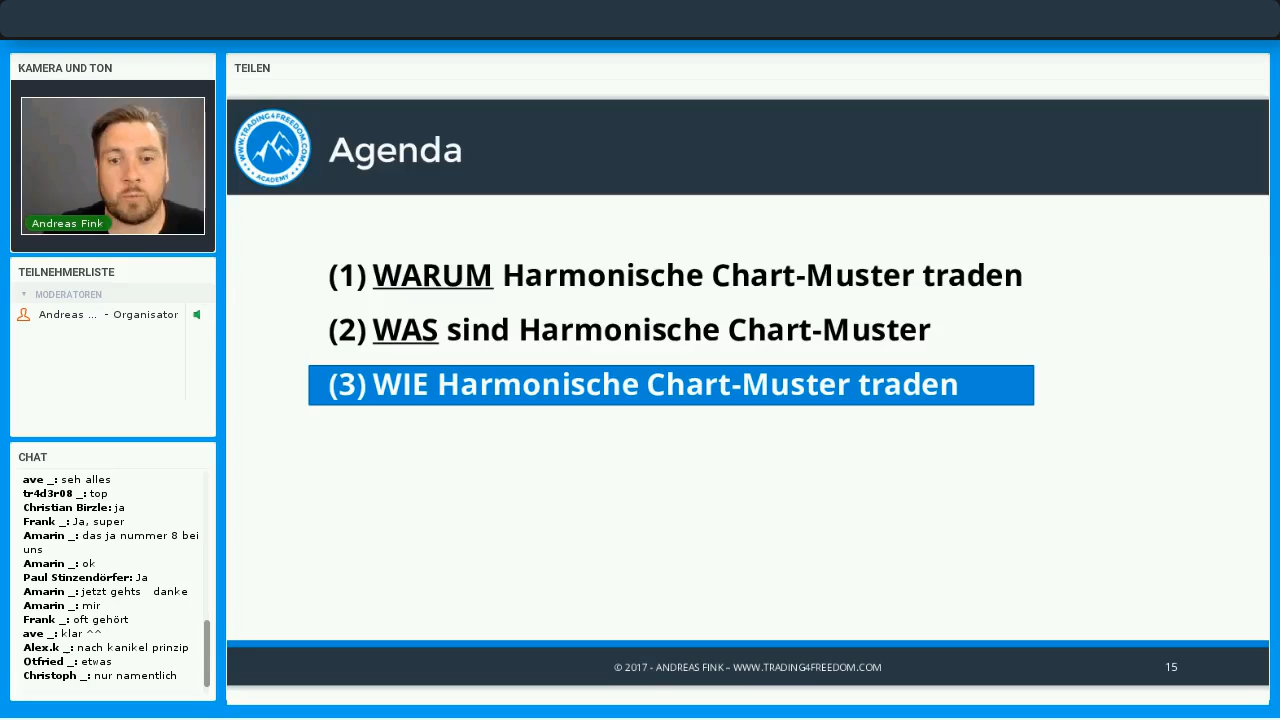 KAMERA UND TON
Andreas Fink
TEILNEHMERLISTE
MODERATOREN
Andreas ... - Organisator
CHAT
ave _: seh alles
tr4d3r08 _: top
Christian Birzle: ja
Frank _: Ja, super
Amarin _: das ja nummer 8 bei
uns
Amarin _: ok
Paul Stinzendörfer: Ja
Amarin _: jetzt gehts danke
Amarin _: mir
Frank _: oft gehört
ave _: klar ^^
Alex.k _: nach kanikel prinzip
Otfried _: etwas
Christoph _: nur namentlich
TEILEN
WWW.TRADING4FREEDOM.COM
ACADEMY
Agenda
(1) WARUM Harmonische Chart-Muster traden
(2) WAS sind Harmonische Chart-Muster
(3) WIE Harmonische Chart-Muster traden
© 2017 - ANDREAS FINK – WWW.TRADING4FREEDOM.COM
15